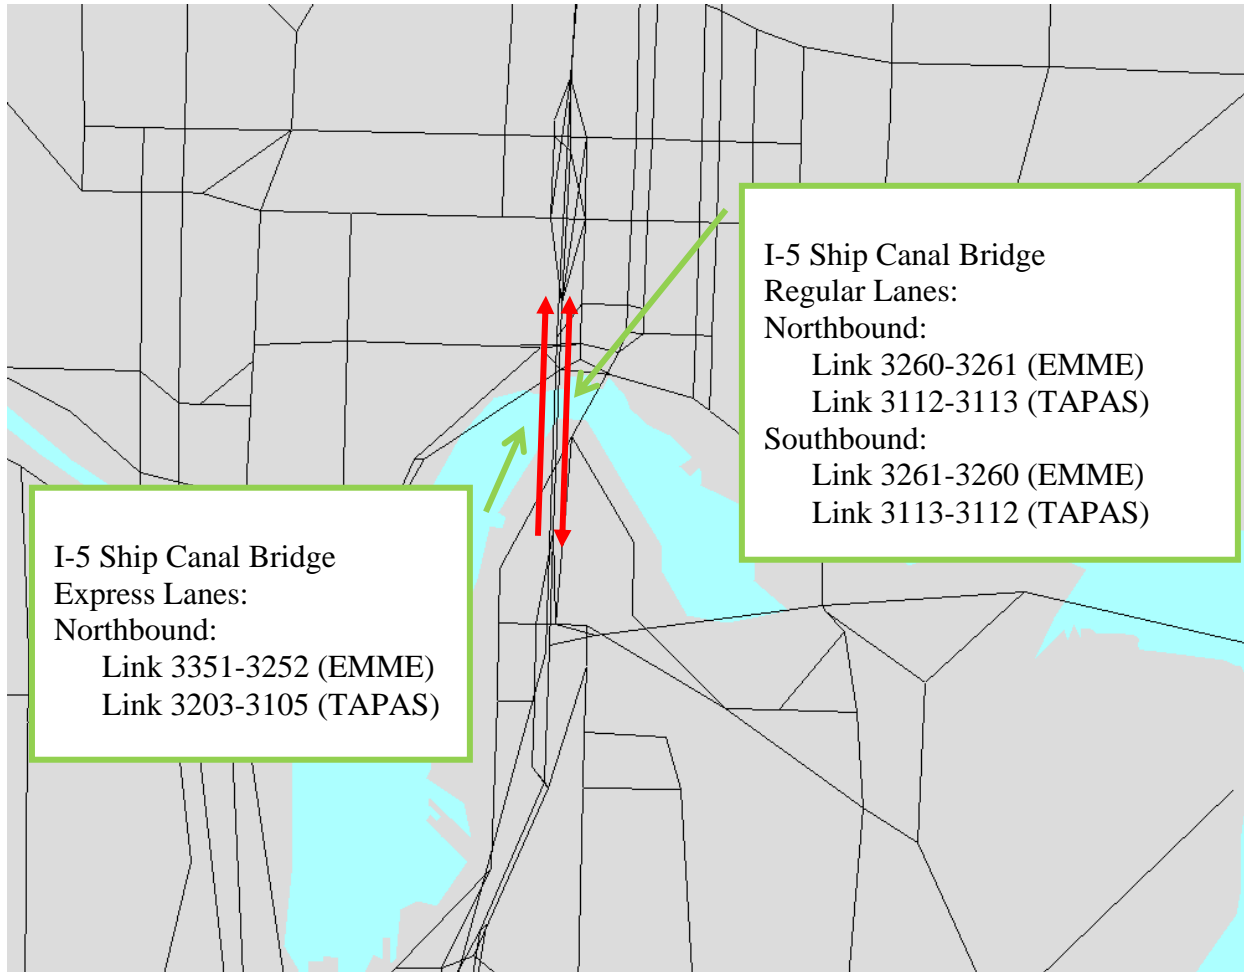 I-5 Ship Canal Bridge
Regular Lanes:
Northbound:
Link 3260-3261 (EMME)
Link 3112-3113 (TAPAS)
Southbound:
Link 3261-3260 (EMME)
Link 3113-3112 (TAPAS)
I-5 Ship Canal Bridge
Express Lanes:
Northbound:
Link 3351-3252 (EMME)
Link 3203-3105 (TAPAS)